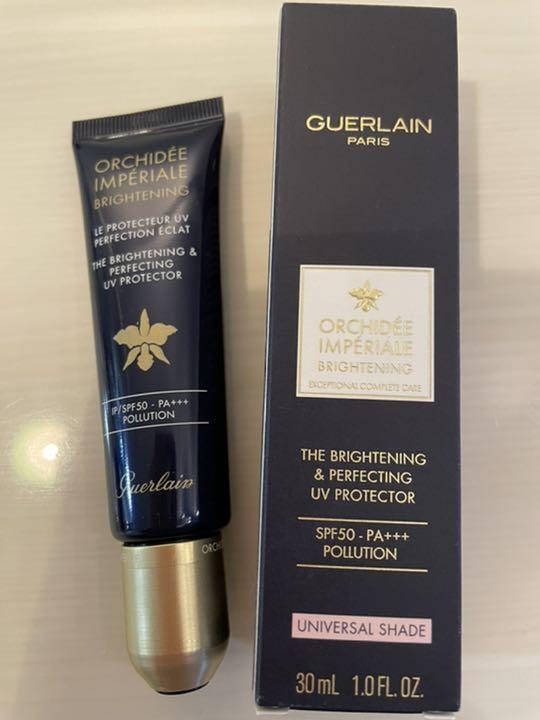 ORCHIDÉE
IMPÉRIALE
BRIGHTENING
LE PROTECTEUR UV
PERFECTION ÉCLAT
THE BRIGHTENING &
PERFECTING
UV PROTECTOR
IP/SPF50 - PA+++
POLLUTION
Guerlain
GUERLAIN
PARIS
ORCHIDÉE
IMPÉRIALE
BRIGHTENING
EXCEPTIONAL COMPLETE CARE
THE BRIGHTENING
& PERFECTING
UV PROTECTOR
SPF50 - PA+++
POLLUTION
UNIVERSAL SHADE
30 mL 1.0 FL. OZ.